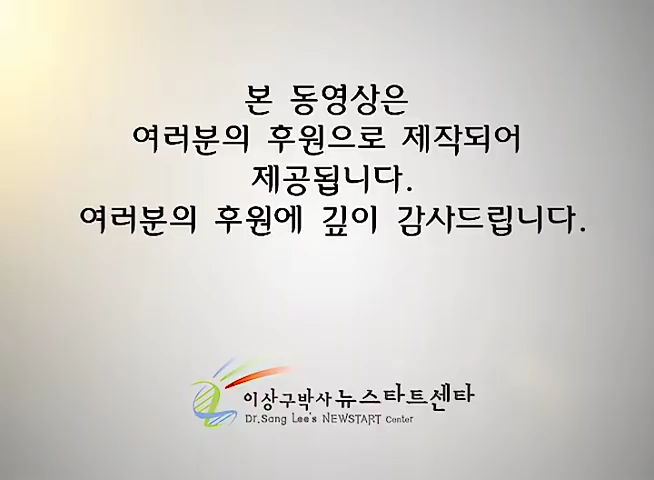 본 동영상은
여러분의 후원으로 제작되어
제공됩니다.
여러분의 후원에 깊이 감사드립니다.
이상구박사 뉴스타트센타
Dr.Sang Lee's NEWSTART Center